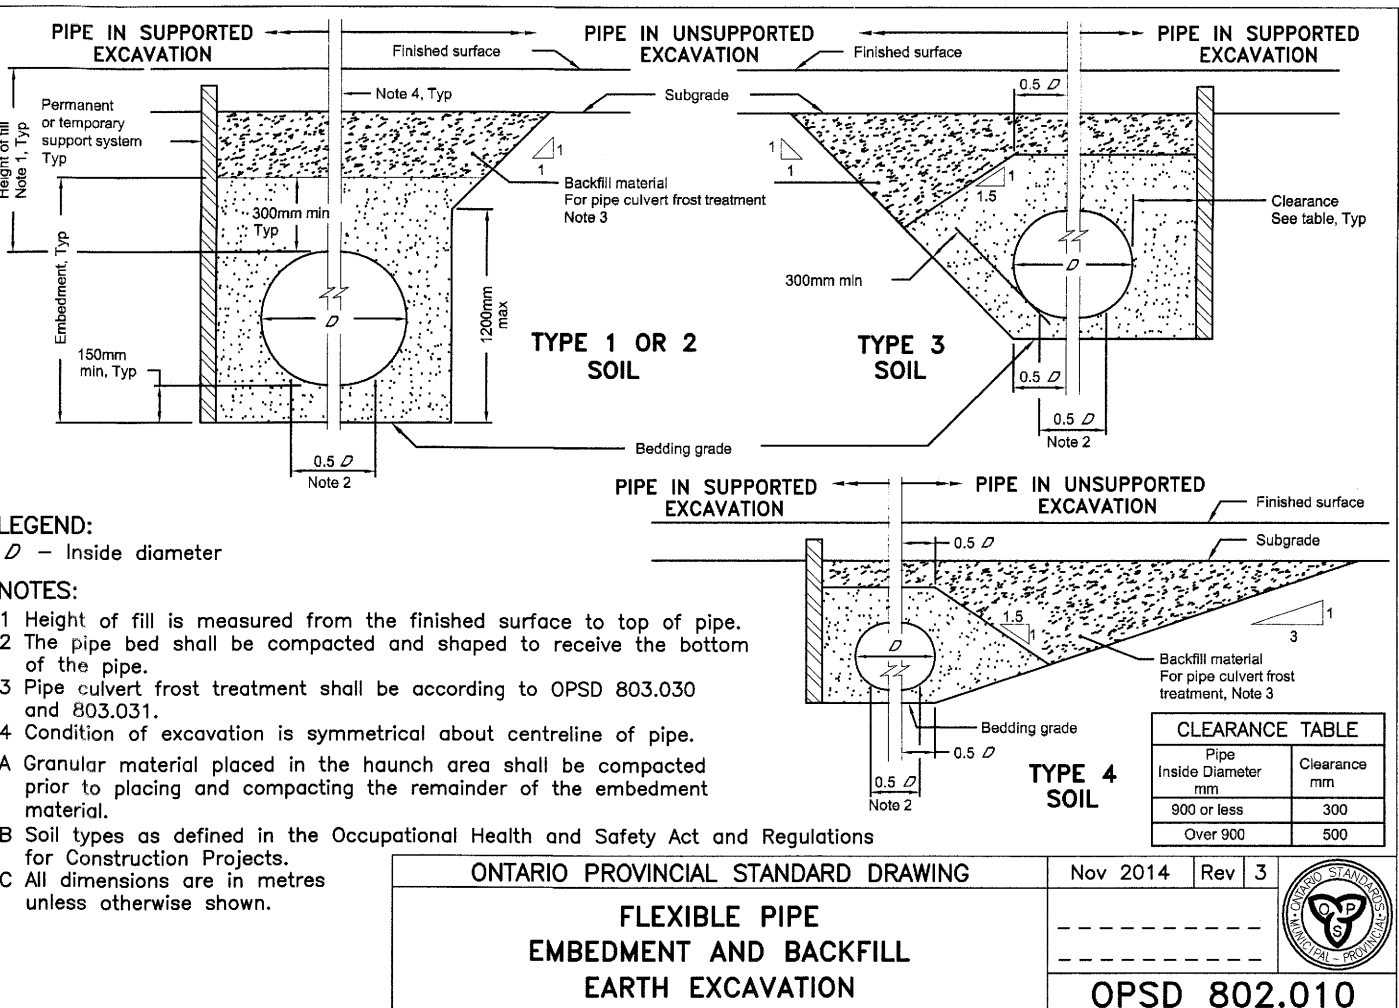 PIPE IN SUPPORTED
EXCAVATION
PIPE IN UNSUPPORTED
EXCAVATION
PIPE IN SUPPORTED
EXCAVATION
Finished surface
Finished surface
Note 4, Typ
Subgrade
0.5 D
Permanent
or temporary
support system
Typ
Height of fill
Note 1, Typ
1
1
1
1
Backfill material
For pipe culvert frost treatment
Note 3
1
1.5
Clearance
See table, Typ
300mm min
Typ
Embedment, Typ
300mm min
D
D
1200mm
max
TYPE 1 OR 2
SOIL
TYPE 3
SOIL
150mm
min, Typ
0.5 D
0.5 D
Note 2
Bedding grade
0.5 D
Note 2
PIPE IN SUPPORTED
EXCAVATION
PIPE IN UNSUPPORTED
EXCAVATION
Finished surface
Subgrade
0.5 D
1.5
1
1
3
D
Backfill material
For pipe culvert frost
treatment, Note 3
Bedding grade
0.5 D
0.5 D
Note 2
TYPE 4
SOIL
LEGEND:
D – Inside diameter
NOTES:
1 Height of fill is measured from the finished surface to top of pipe.
2 The pipe bed shall be compacted and shaped to receive the bottom
of the pipe.
3 Pipe culvert frost treatment shall be according to OPSD 803.030
and 803.031.
4 Condition of excavation is symmetrical about centreline of pipe.
A Granular material placed in the haunch area shall be compacted
prior to placing and compacting the remainder of the embedment
material.
B Soil types as defined in the Occupational Health and Safety Act and Regulations
for Construction Projects.
C All dimensions are in metres
unless otherwise shown.
CLEARANCE TABLE
Pipe
Inside Diameter
mm
Clearance
mm
900 or less 300
Over 900 500
ONTARIO PROVINCIAL STANDARD DRAWING
Nov 2014 Rev 3
FLEXIBLE PIPE
EMBEDMENT AND BACKFILL
EARTH EXCAVATION
OPSD 802.010
ONTARIO STANDARDS
MUNICIPAL – PROVINCIAL
O P
S